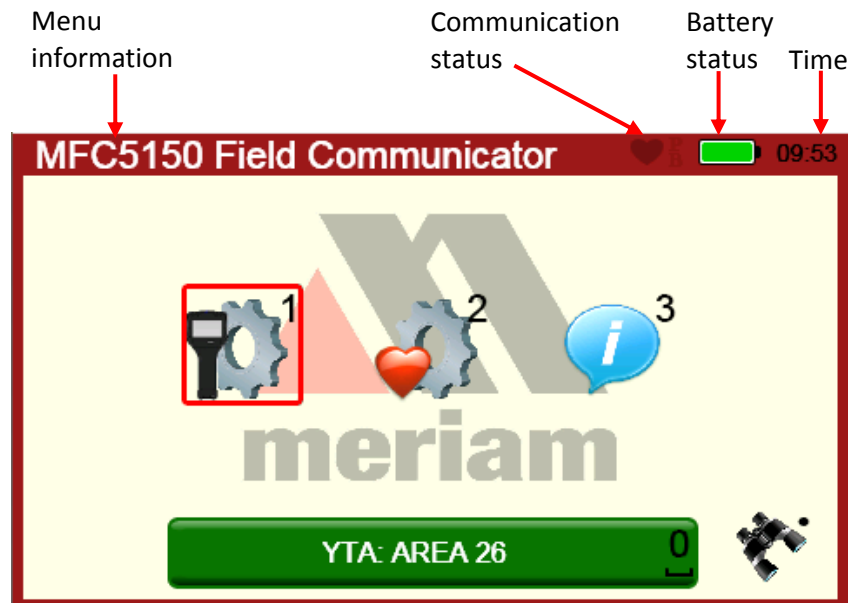 Menu
information
Communication
status
Battery
status
Time
MFC5150 Field Communicator
09:53
1
2
3
i
meriam
YTA: AREA 26
0